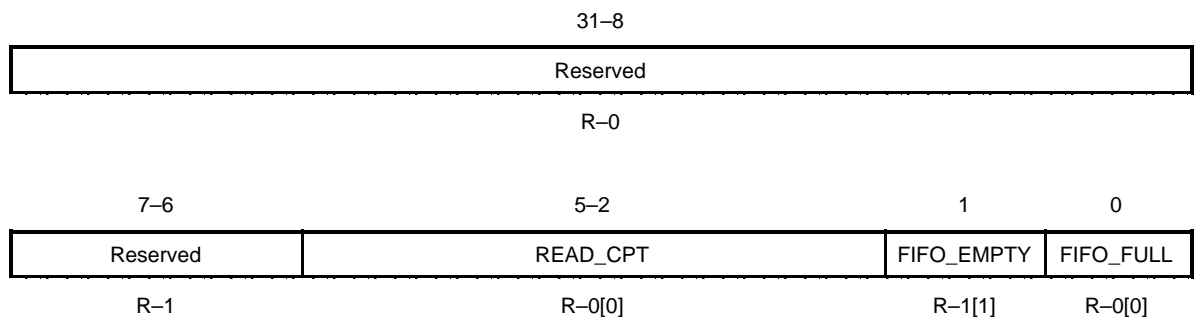 31–8
Reserved
R–0
7–6 5–2 1 0
Reserved READ_CPT FIFO_EMPTY FIFO_FULL
R–1 R–0[0] R–1[1] R–0[0]